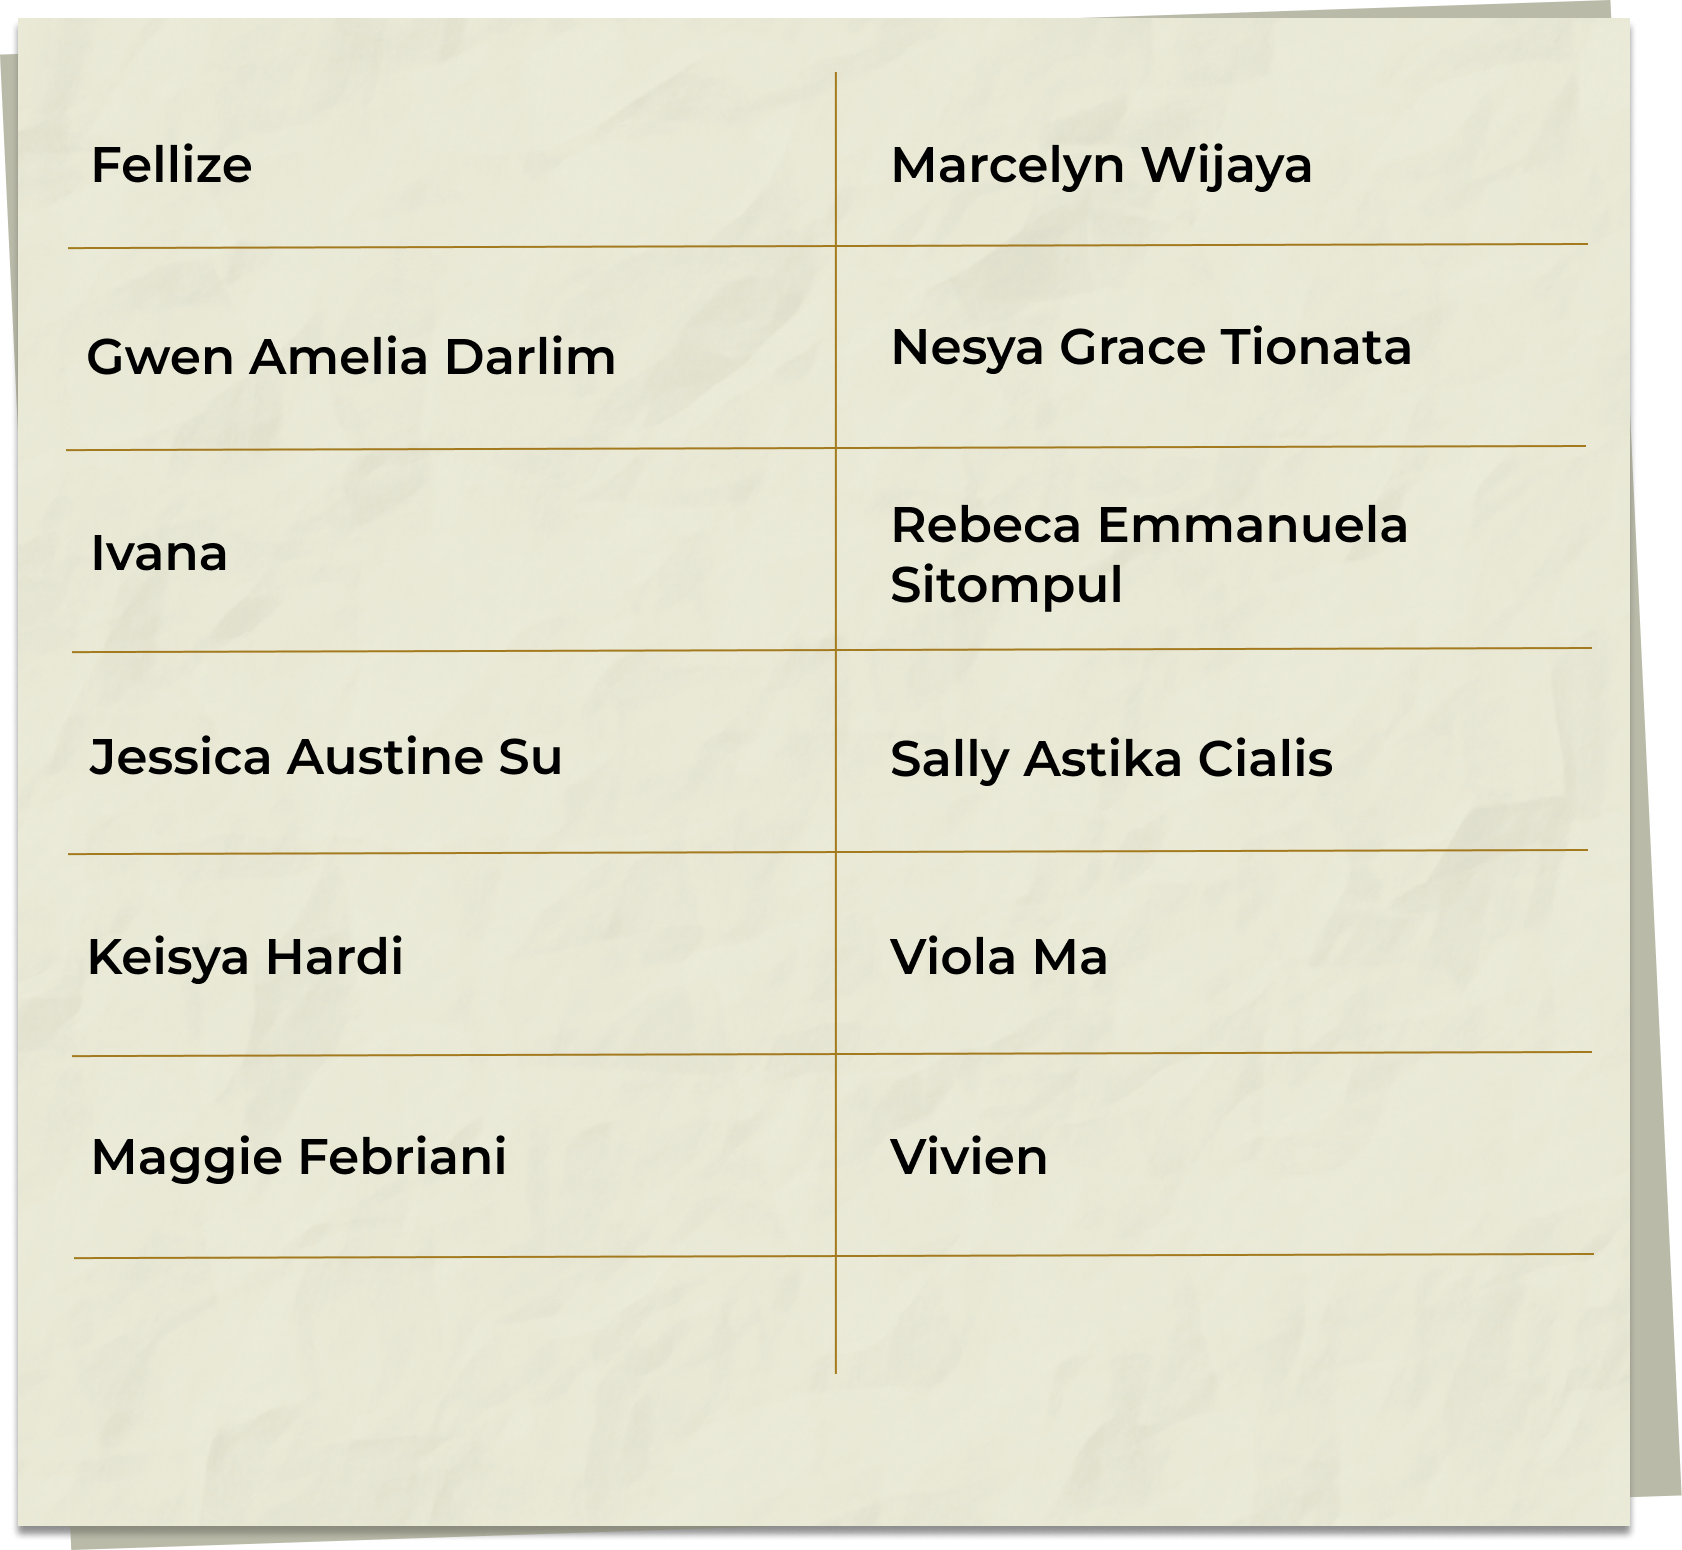 Fellize
Marcelyn Wijaya
Gwen Amelia Darlim
Nesya Grace Tionata
Ivana
Rebeca Emmanuela
Sitompul
Jessica Austine Su
Sally Astika Cialis
Keisya Hardi
Viola Ma
Maggie Febriani
Vivien